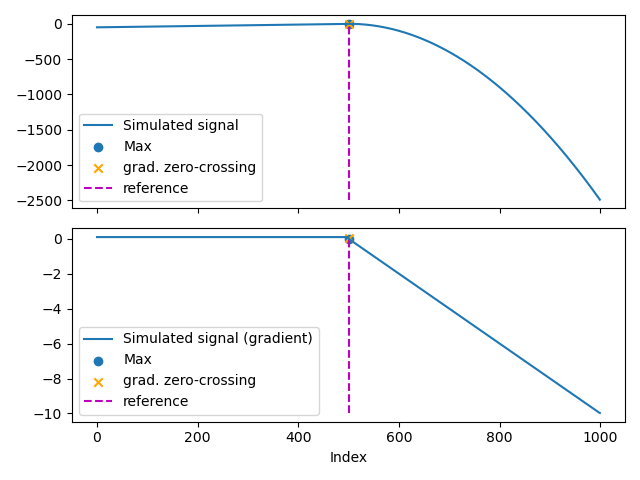 0
−500
−1000
−1500
−2000
−2500
Simulated signal
Max
grad. zero-crossing
reference
0
−2
−4
−6
−8
−10
Simulated signal (gradient)
Max
grad. zero-crossing
reference
0 200 400 600 800 1000
Index